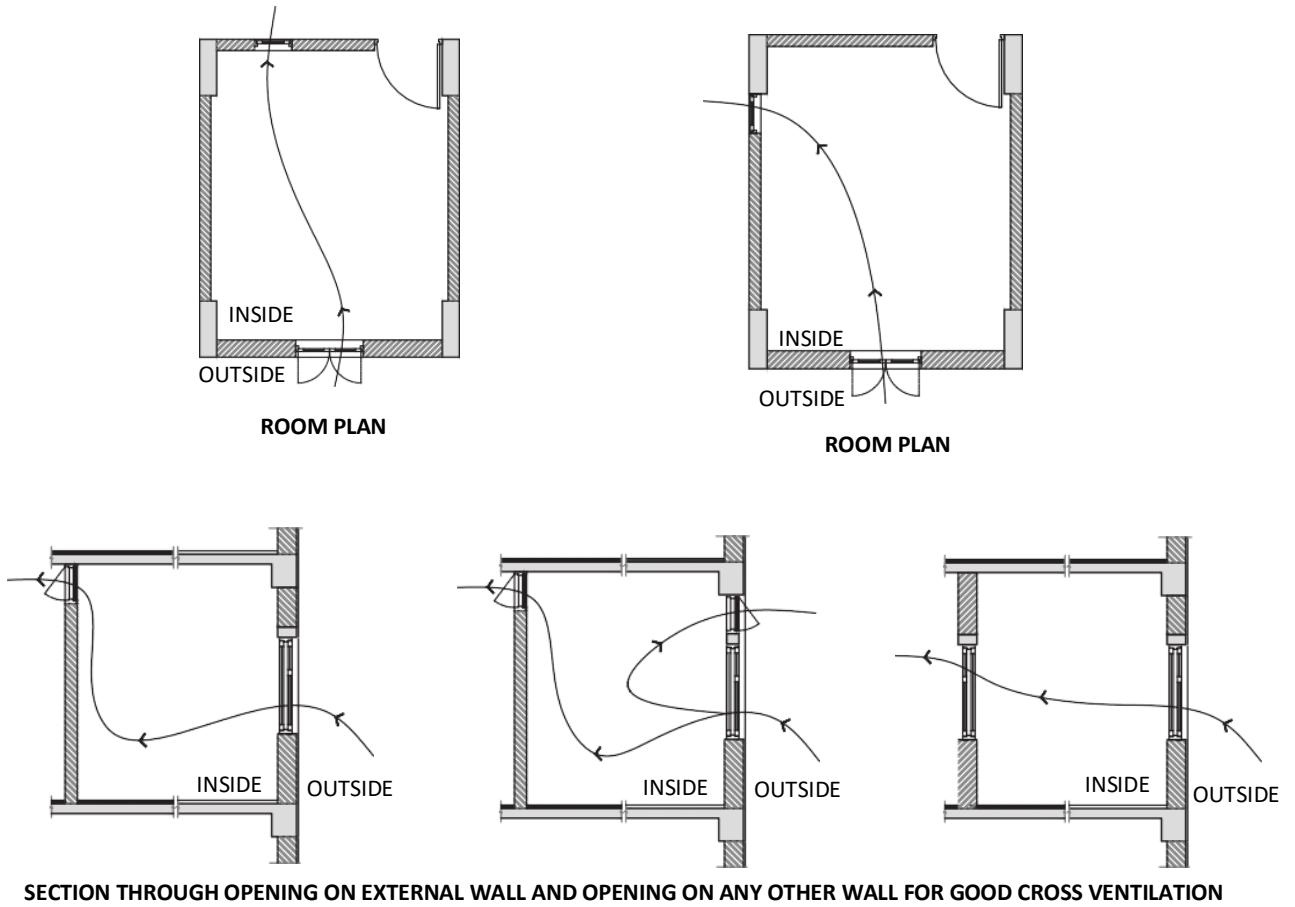 INSIDE
OUTSIDE
ROOM PLAN
INSIDE
OUTSIDE
ROOM PLAN
INSIDE
OUTSIDE
INSIDE
OUTSIDE
INSIDE
OUTSIDE
SECTION THROUGH OPENING ON EXTERNAL WALL AND OPENING ON ANY OTHER WALL FOR GOOD CROSS VENTILATION